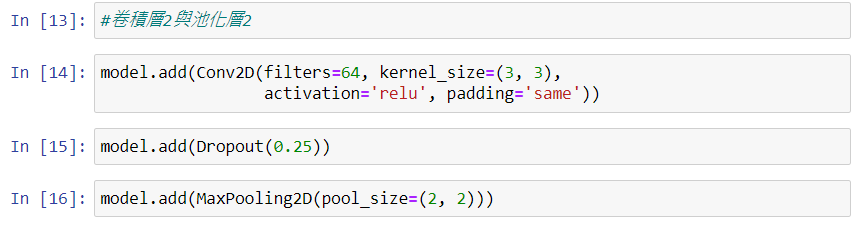 In [13]: #卷積層2與池化層2
In [14]: model.add(Conv2D(filters=64, kernel_size=(3, 3),
activation='relu', padding='same'))
In [15]: model.add(Dropout(0.25))
In [16]: model.add(MaxPooling2D(pool_size=(2, 2)))